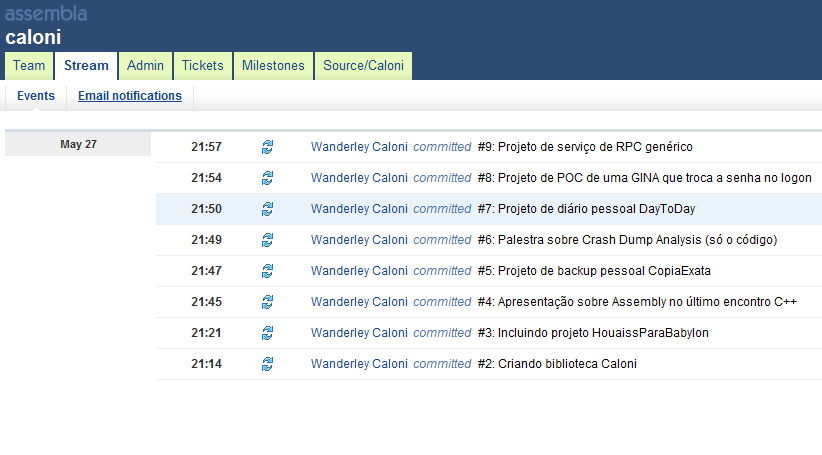 assembla
caloni
Team Stream Admin Tickets Milestones Source/Caloni
Events Email notifications
May 27
21:57 Wanderley Caloni committed #9: Projeto de serviço de RPC genérico
21:54 Wanderley Caloni committed #8: Projeto de POC de uma GINA que troca a senha no logon
21:50 Wanderley Caloni committed #7: Projeto de diário pessoal DayToDay
21:49 Wanderley Caloni committed #6: Palestra sobre Crash Dump Analysis (só o código)
21:47 Wanderley Caloni committed #5: Projeto de backup pessoal CopiaExata
21:45 Wanderley Caloni committed #4: Apresentação sobre Assembly no último encontro C++
21:21 Wanderley Caloni committed #3: Incluindo projeto HouaissParaBabylon
21:14 Wanderley Caloni committed #2: Criando biblioteca Caloni